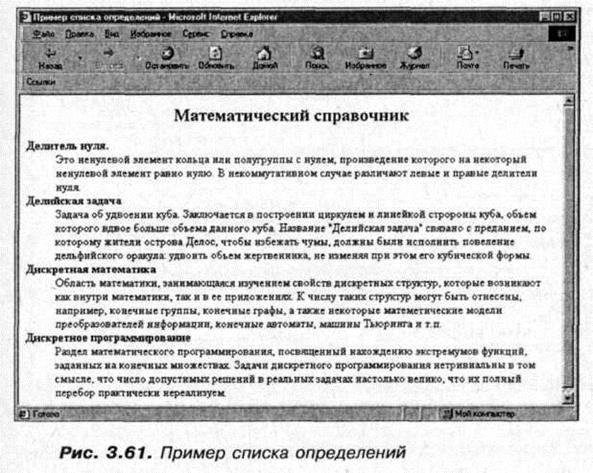 Пример списка определений - Microsoft Internet Explorer
Файл Правка Вид Избранное Сервис Справка
Назад Вперед Остановить Обновить Домой Поиск Избранное Журнал Почта Печать
Ссылки
Математический справочник
Делитель нуля.
Это ненулевой элемент кольца или полугруппы с нулем, произведение которого на некоторый
ненулевой элемент равно нулю. В некоммутативном случае различают левые и правые делители
нуля.
Делийская задача
Задача об удвоении куба. Заключается в построении циркулем и линейкой стророны куба, объем
которого вдвое больше объема данного куба. Название "Делийская задача" связано с преданием, по
которому жители острова Делос, чтобы избежать чумы, должны были исполнить повеление
дельфийского оракула: удвоить объем жертвенника, не изменяя при этом его кубической формы.
Дискретная математика
Область математики, занимающаяся изучением свойств дискретных структур, которые возникают
как внутри математики, так и в ее приложениях. К числу таких структур могут быть отнесены,
например, конечные группы, конечные графы, а также некоторые матеметические модели
преобразователей информации, конечные автоматы, машины Тьюринга и т.п.
Дискретное программирование
Раздел математического программирования, посвященный нахождению экстремумов функций,
заданных на конечных множествах. Задачи дискретного программирования нетривиальны в том
смысле, что число допустимых решений в реальных задачах настолько велико, что их полный
перебор практически нереализуем.
Готово Мой компьютер
Рис. 3.61. Пример списка определений